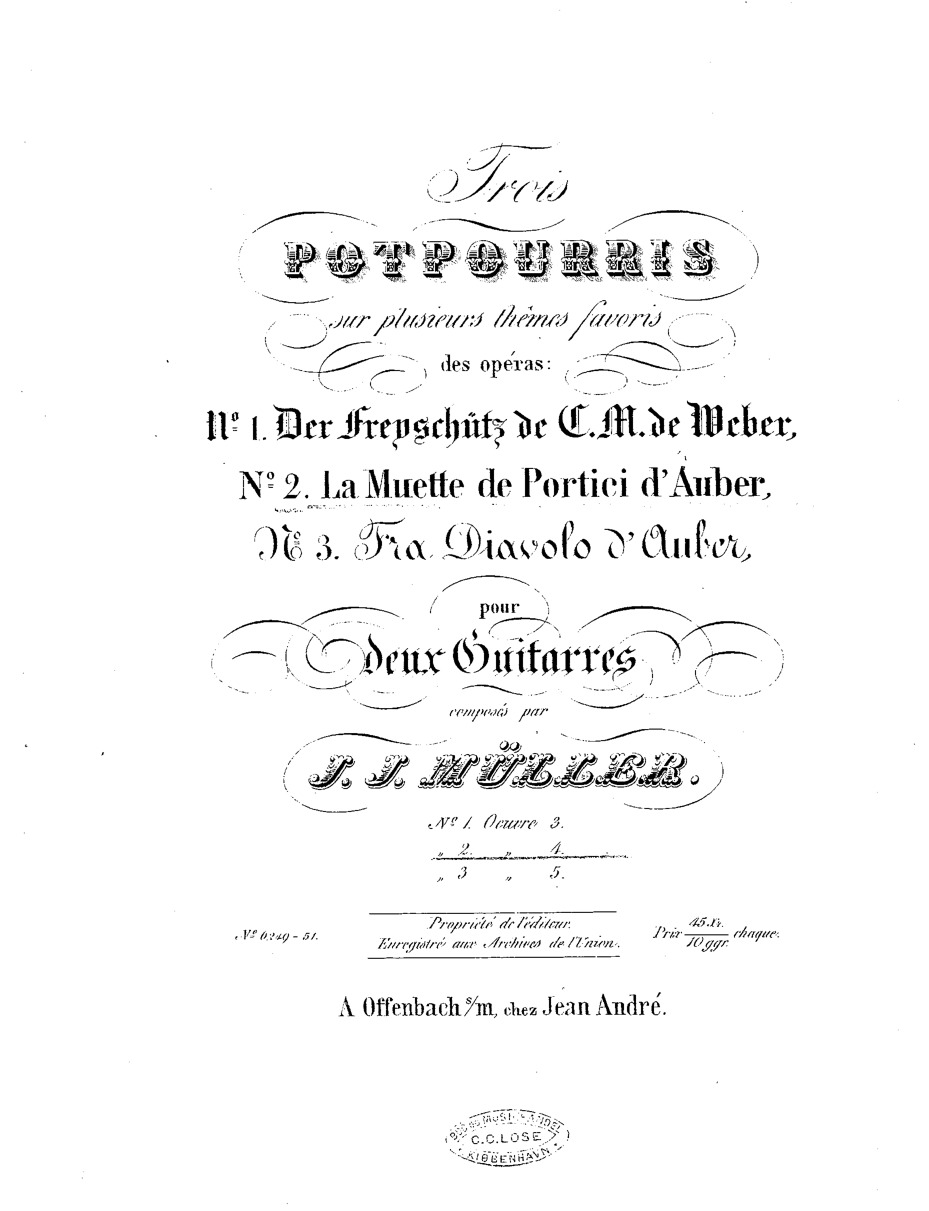 Trois
POTPOURRIS
sur plusieurs thêmes favoris
des opéras:
Nº 1. Der Freyschütz de C. M. de Weber,
Nº 2. La Muette de Portici d'Auber,
Nº 3. Fra Diavolo d'Auber,
pour
deux Guitarres
composés par
J. J. MÜLLER.
Nº 1. Oeuvre 3.
„ 2. „ 4.
„ 3 „ 5.
Propriété de l'éditeur.
Enregistré aux Archives de l'Union.
Nº 6249 - 51.
Prix 45 Xr. / 10 ggr. chaque.
A Offenbach s/m, chez Jean André.
MUSIKHANDEL
C.C. LOSE
KIØBENHAVN